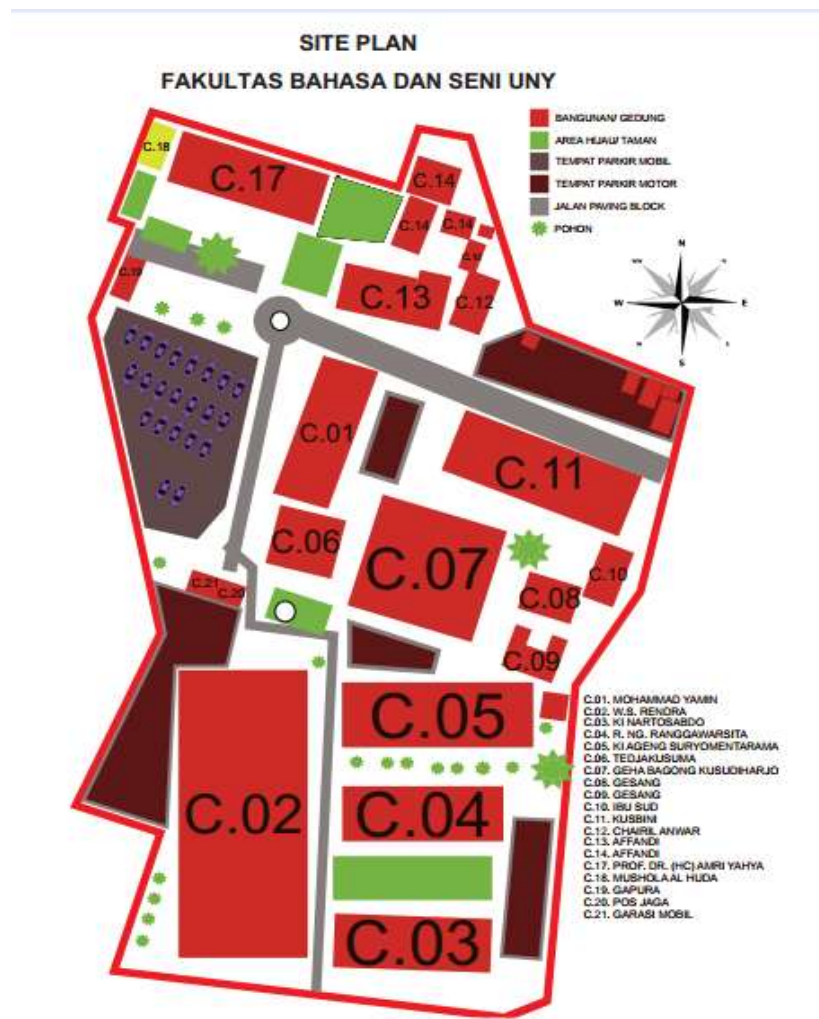 SITE PLAN
FAKULTAS BAHASA DAN SENI UNY
BANGUNAN/ GEDUNG
AREA HIJAU/ TAMAN
TEMPAT PARKIR MOBIL
TEMPAT PARKIR MOTOR
JALAN PAVING BLOCK
POHON
N
W
E
S
C.18
C.17
C.14
C.14
C.14
C.19
C.13
C.12
C.01
C.11
C.06
C.07
C.10
C.21
C.20
C.08
C.09
C.05
C.02
C.04
C.03
C.01. MOHAMMAD YAMIN
C.02. W.S. RENDRA
C.03. KI NARTOSABDO
C.04. R. NG. RANGGAWARSITA
C.05. KI AGENG SURYOMENTARAMA
C.06. TEDJAKUSUMA
C.07. GEHA BAGONG KUSUDIHARJO
C.08. GESANG
C.09. GESANG
C.10. IBU SUD
C.11. KUSBINI
C.12. CHAIRIL ANWAR
C.13. AFFANDI
C.14. AFFANDI
C.17. PROF. DR. (HC) AMRI YAHYA
C.18. MUSHOLA AL HUDA
C.19. GAPURA
C.20. POS JAGA
C.21. GARASI MOBIL